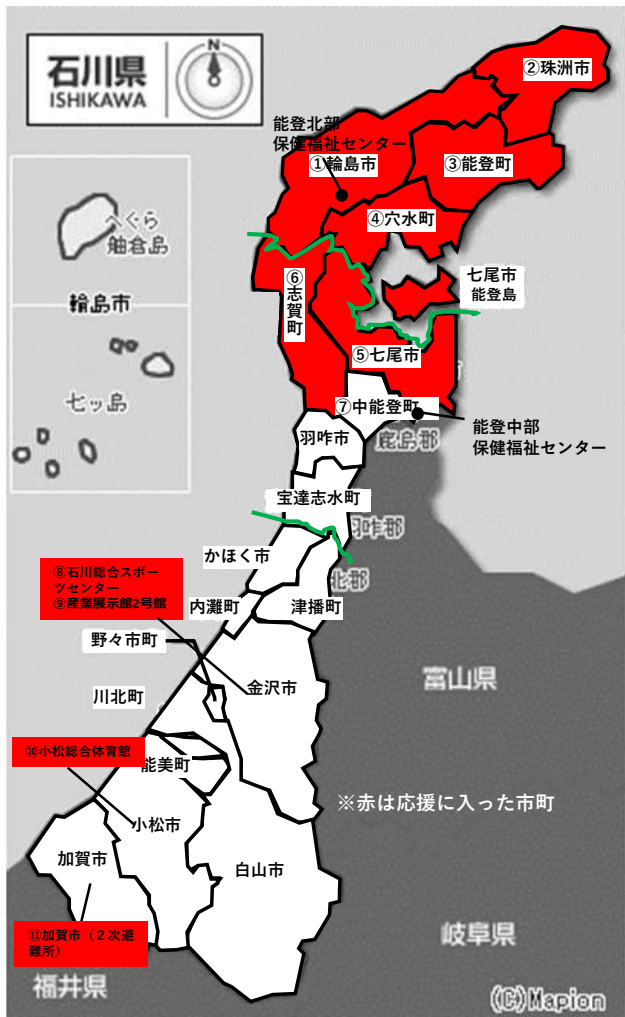 石川県
ISHIKAWA
N
②珠洲市
能登北部
保健福祉センター
①輪島市
③能登町
④穴水町
へぐら
舳倉島
輪島市
七ッ島
⑥志賀町
七尾市
能登島
⑤七尾市
⑦中能登町
鹿島郡
能登中部
保健福祉センター
羽咋市
宝達志水町
羽咋郡
かほく市
北郡
⑧石川総合スポー
ツセンター
⑨産業展示館2号館
内灘町
津播町
野々市町
金沢市
川北町
富山県
⑩小松総合体育館
能美町
※赤は応援に入った市町
小松市
加賀市
白山市
⑪加賀市（２次避
難所）
岐阜県
福井県
(C)Mapion